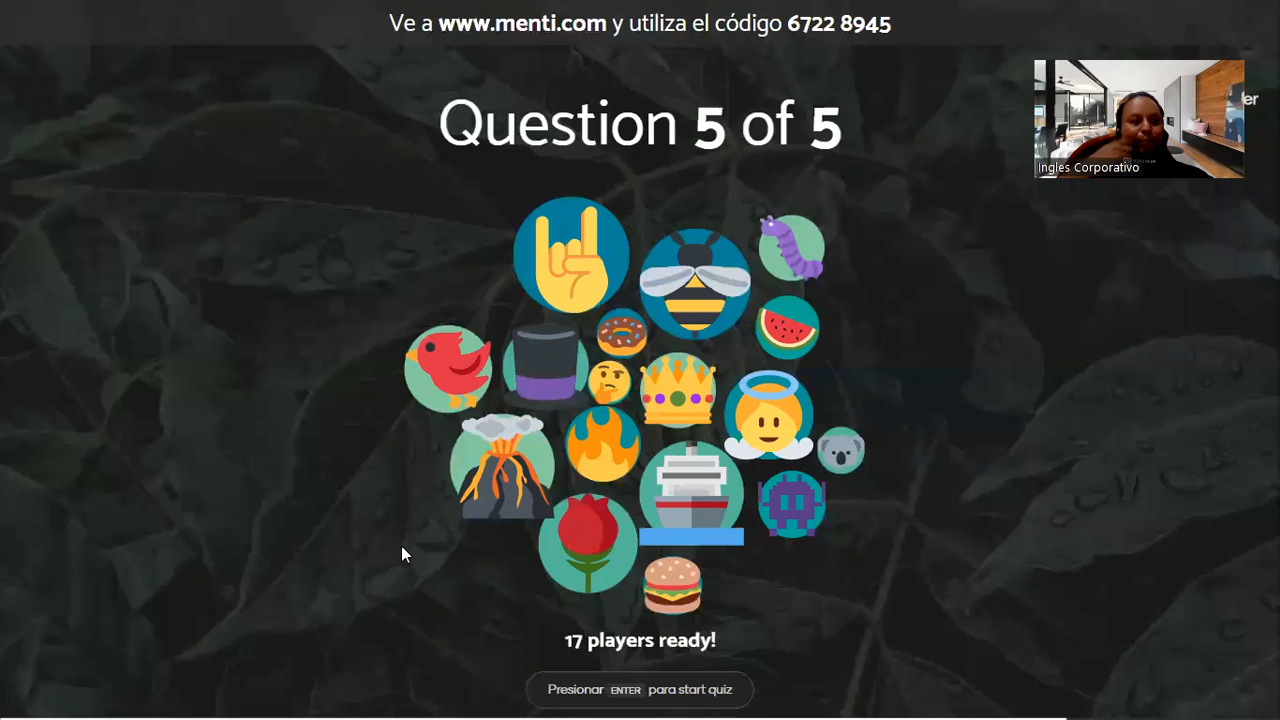 Ve a www.menti.com y utiliza el código 6722 8945
Question 5 of 5
er
Ingles Corporativo
17 players ready!
Presionar ENTER para start quiz